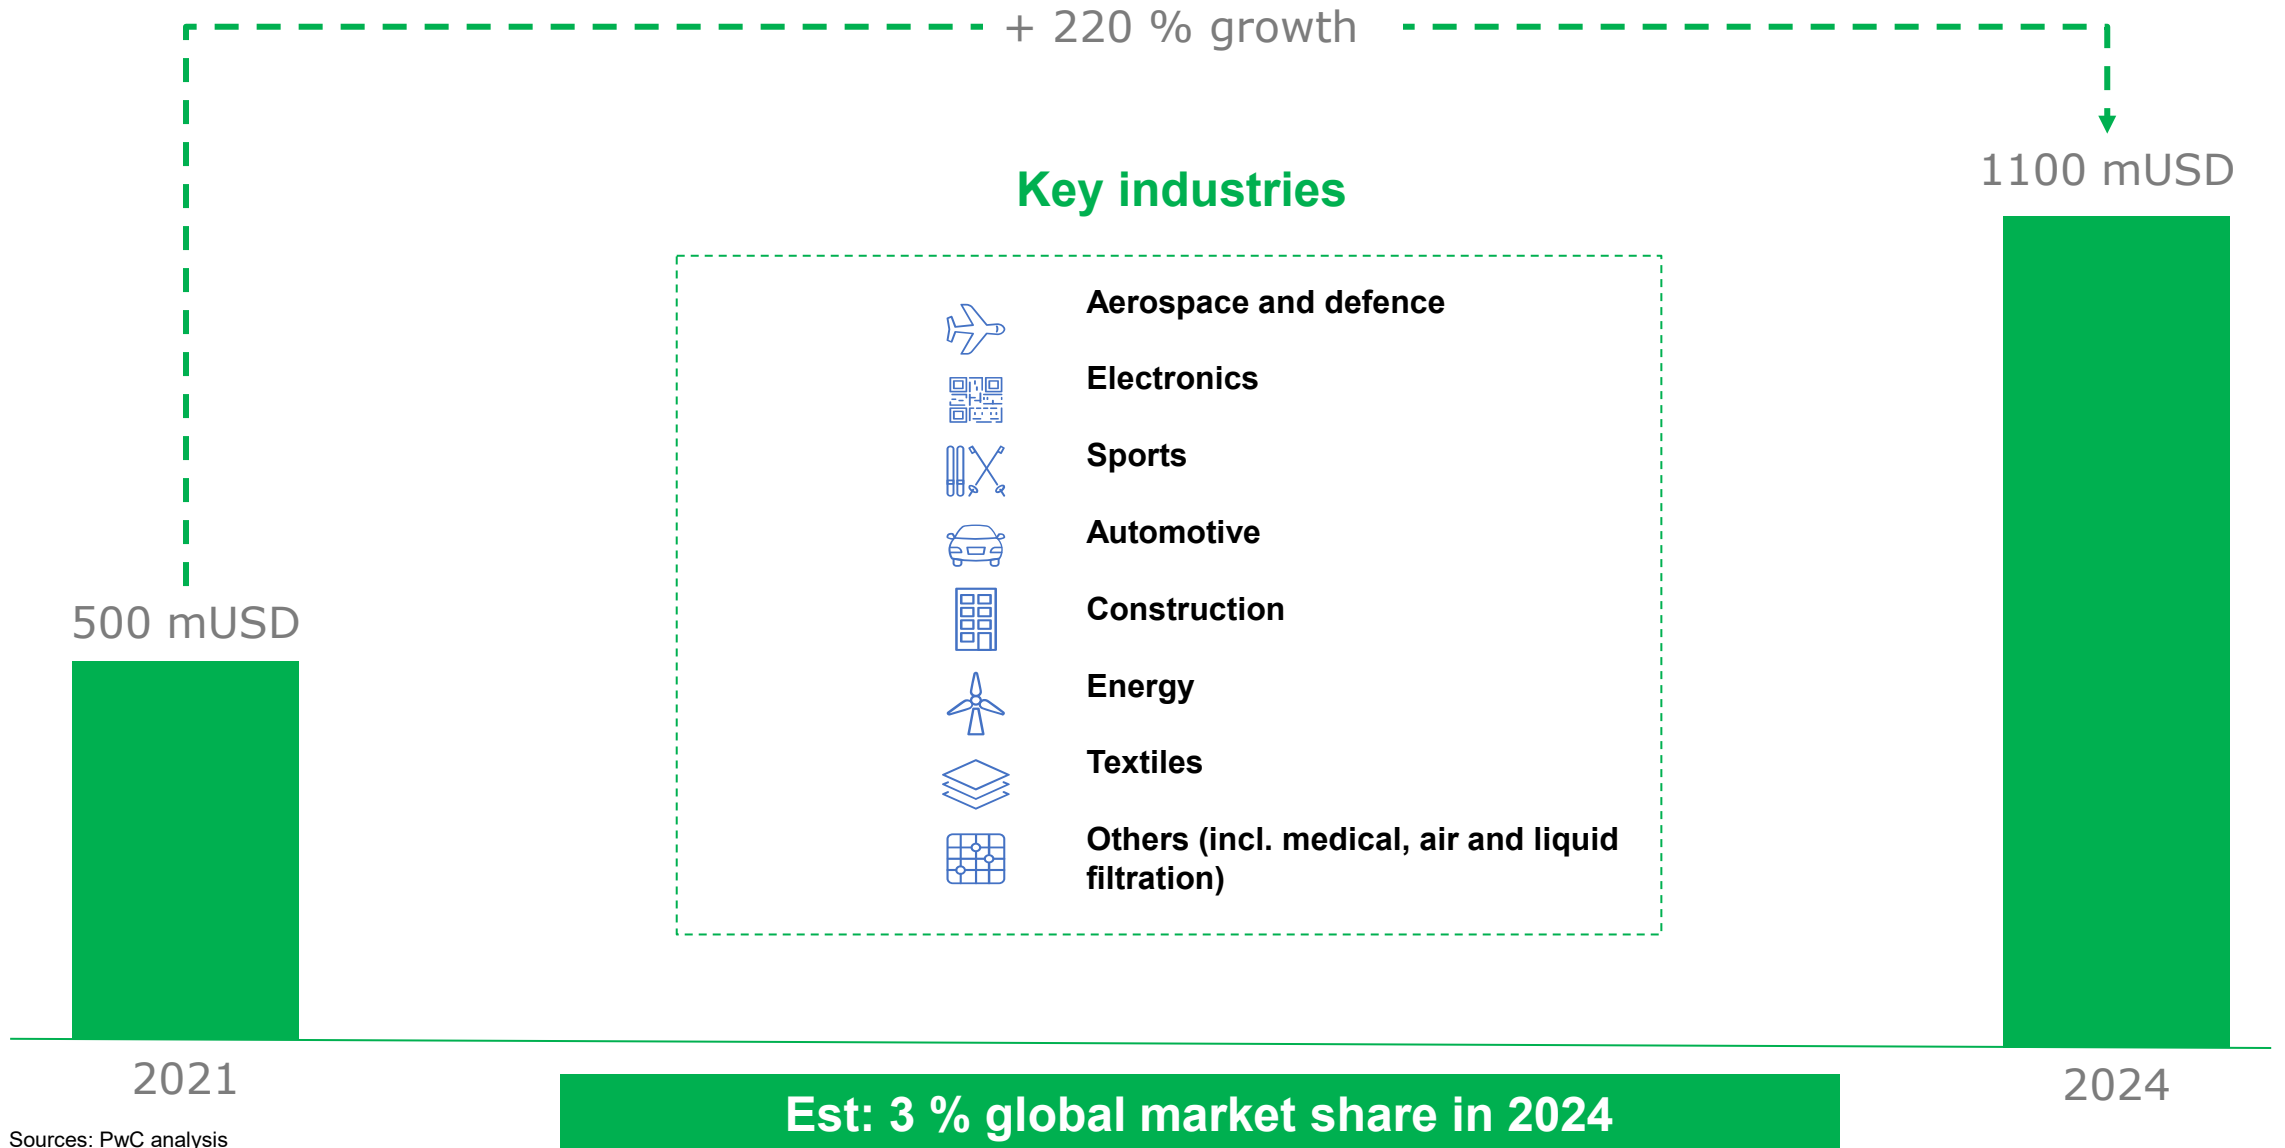 + 220 % growth
1100 mUSD
Key industries
Aerospace and defence
Electronics
Sports
Automotive
Construction
500 mUSD
Energy
Textiles
Others (incl. medical, air and liquid
filtration)
2021
2024
Est: 3 % global market share in 2024
Sources: PwC analysis